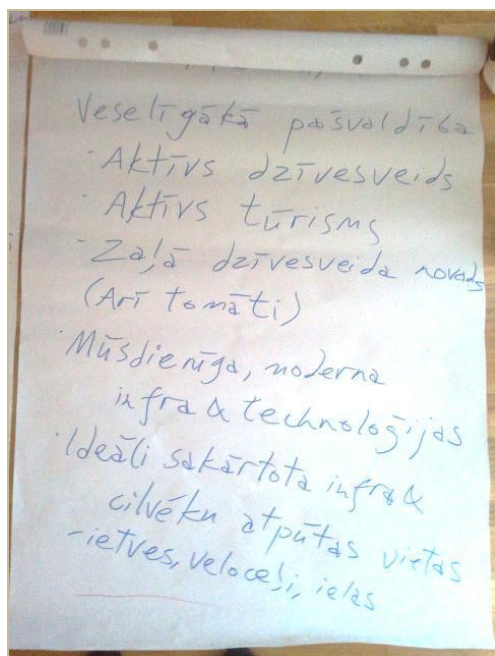 Veselīgākā pašvaldība
- Aktīvs dzīvesveids
- Aktīvs tūrisms
- Zaļā dzīvesveida novads
(Arī tomāti)
· Mūsdienīga, moderna
infra & technoloģijas
· Ideāli sakārtota infra &
cilvēku atpūtas vietas
- ietves, veloceļi, ielas